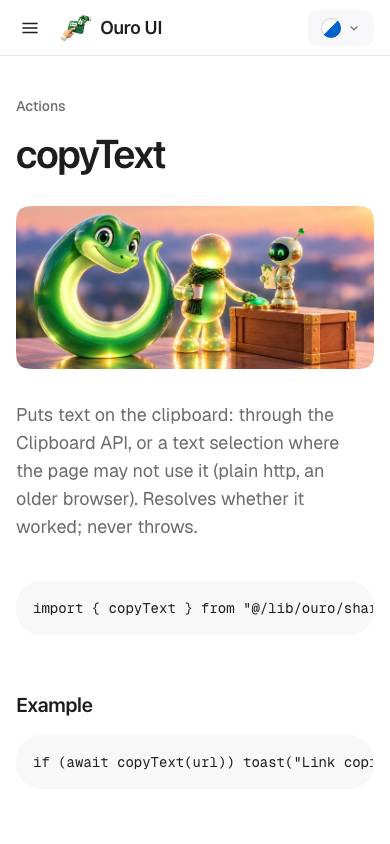 Ouro UI
Actions
copyText
Puts text on the clipboard: through the
Clipboard API, or a text selection where
the page may not use it (plain http, an
older browser). Resolves whether it
worked; never throws.
import { copyText } from "@/lib/ouro/shar
Example
if (await copyText(url)) toast("Link copi